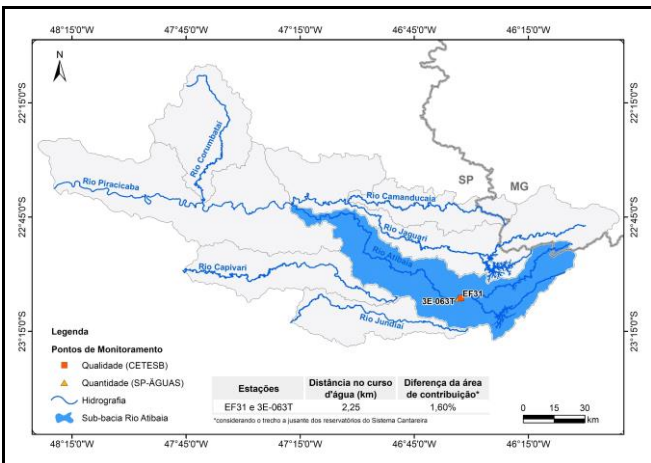 48°15'0"W 47°45'0"W 47°15'0"W 46°45'0"W 46°15'0"W
N
22°15'0"S 22°15'0"S
Rio Corumbataí
SP MG
Rio Piracicaba
Rio Camanducaia
22°45'0"S 22°45'0"S
Rio Jaguari
Rio Atibaia
Rio Capivari
3E-063T EF31
Rio Jundiaí
23°15'0"S 23°15'0"S
Legenda
Pontos de Monitoramento
Qualidade (CETESB)
Quantidade (SP-ÁGUAS)
Hidrografia
Sub-bacia Rio Atibaia
Estações Distância no curso d'água (km) Diferença da área de contribuição*
EF31 e 3E-063T 2,25 1,60%
*considerando o trecho a jusante dos reservatórios do Sistema Cantareira
0 15 30
km
48°15'0"W 47°45'0"W 47°15'0"W 46°45'0"W 46°15'0"W